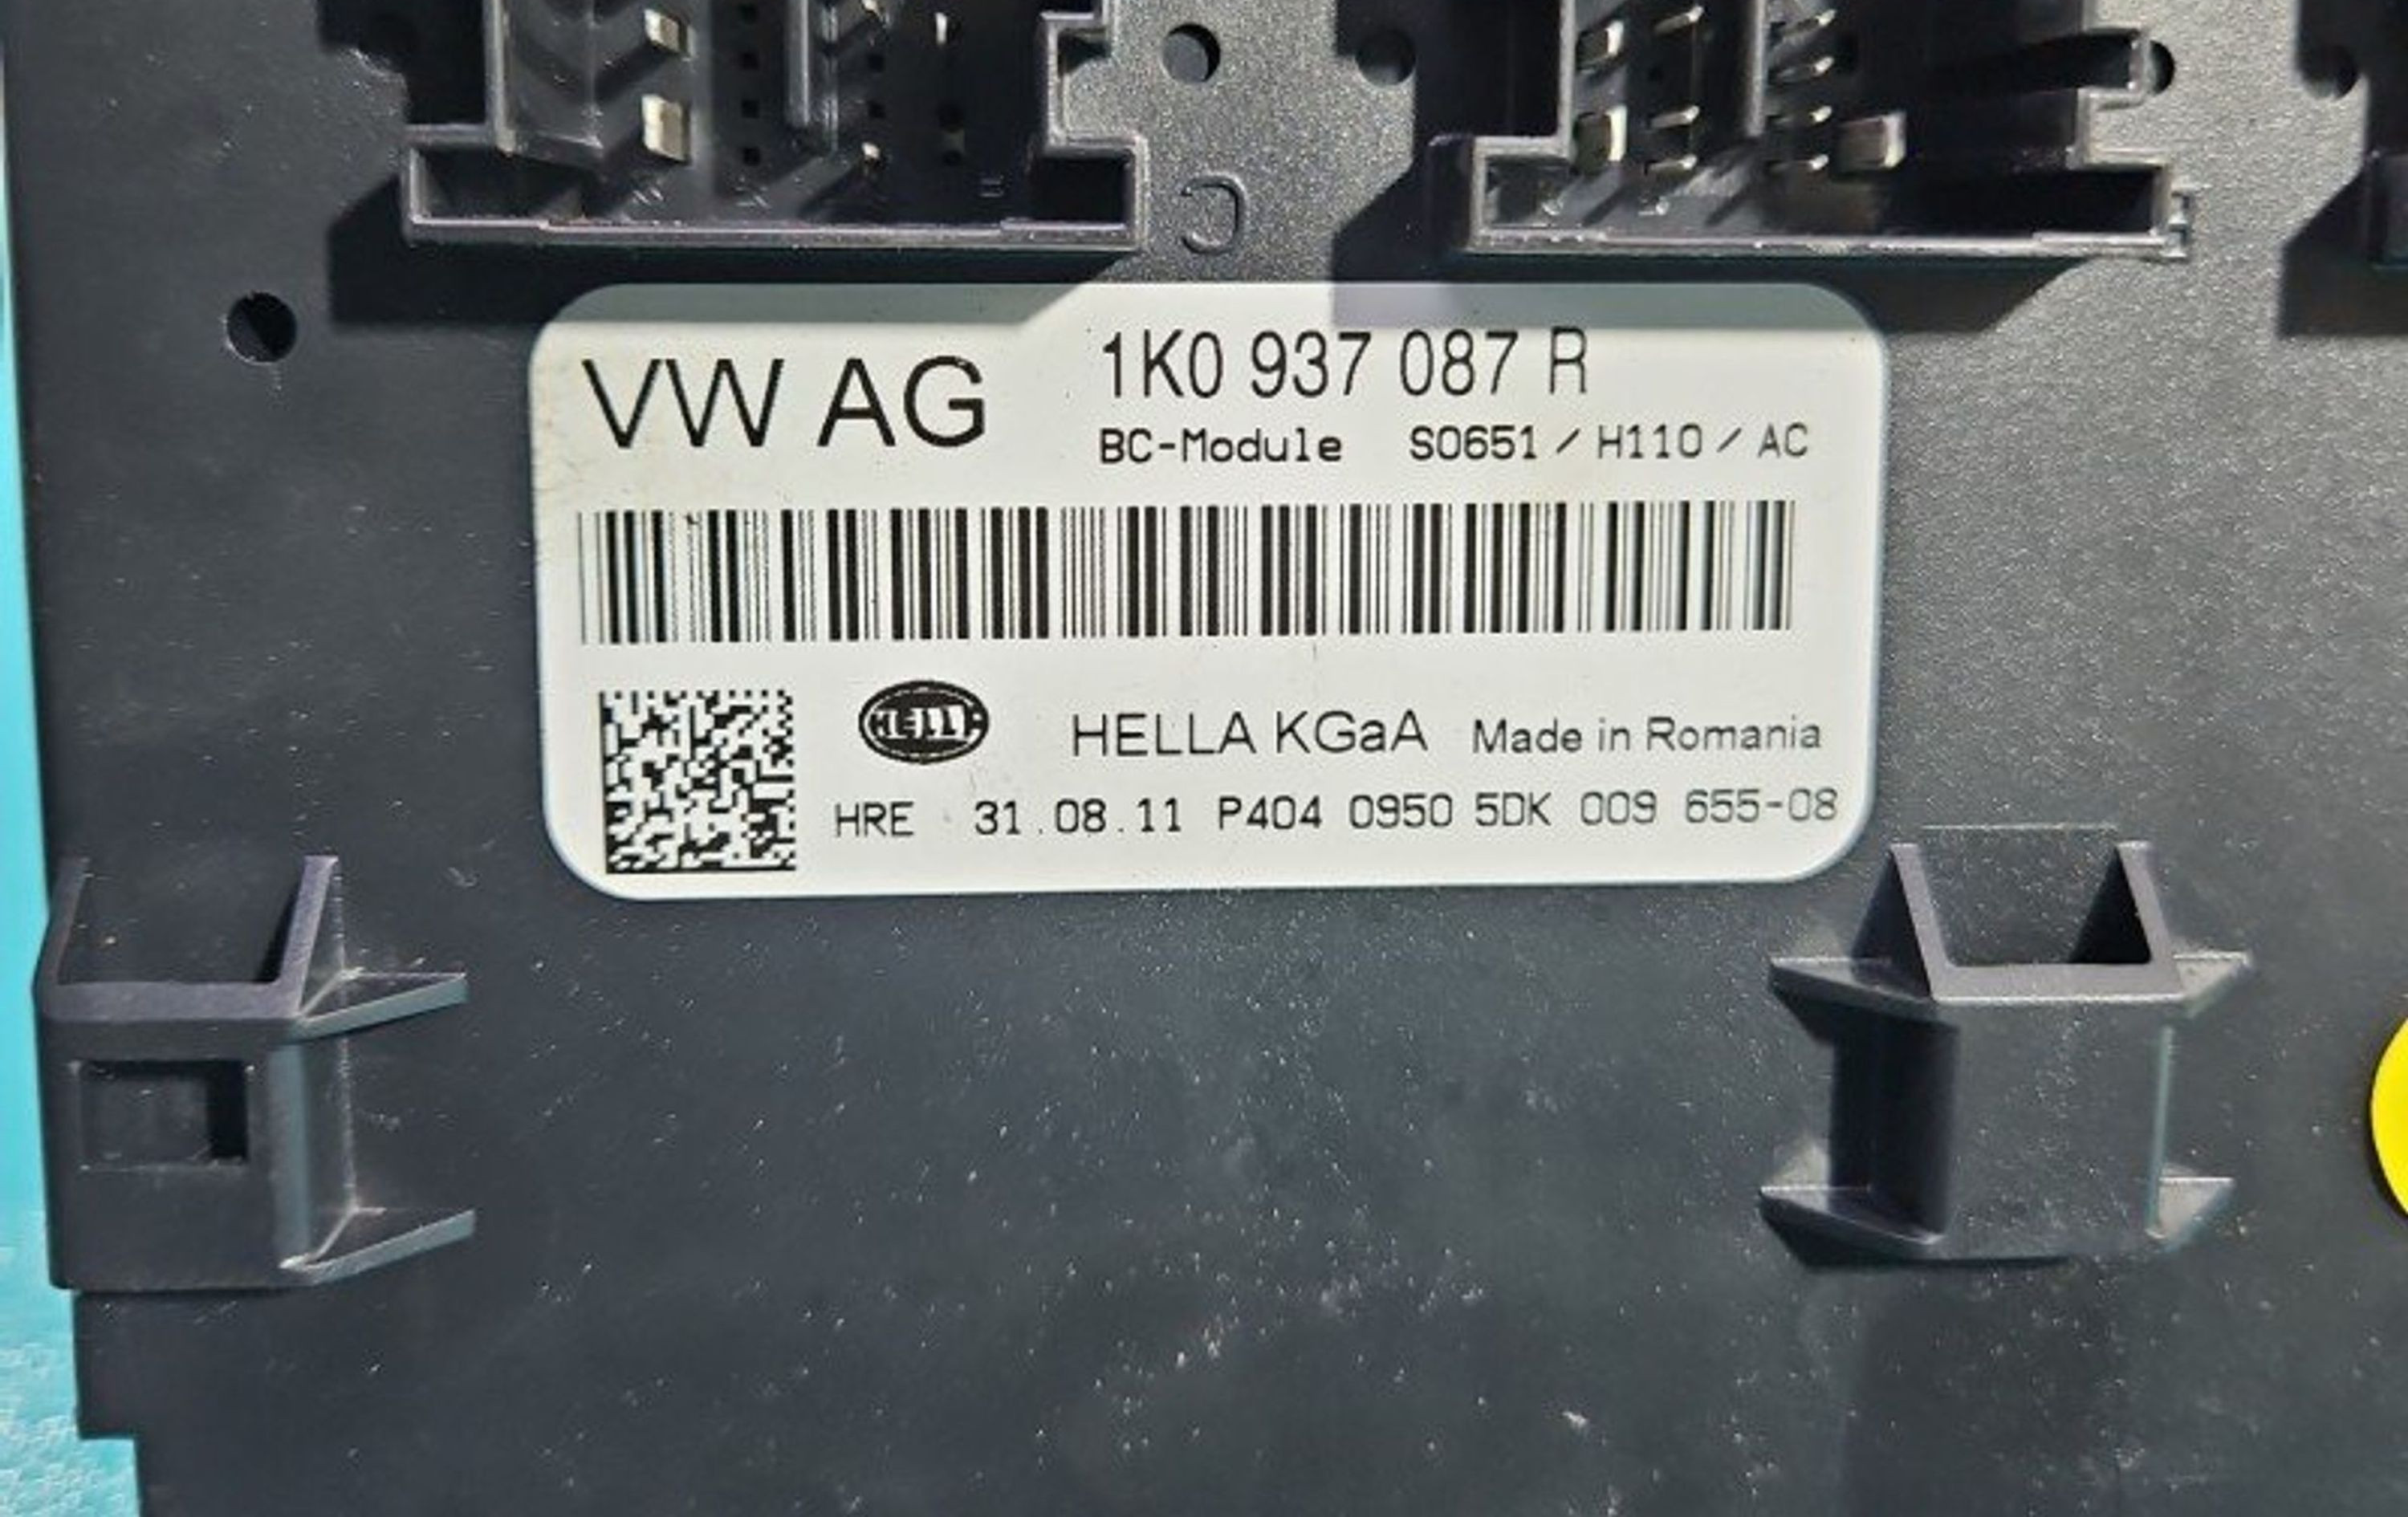 C
VW AG
1K0 937 087 R
BC-Module S0651 / H110 / AC
HELLA
HELLA KGaA Made in Romania
HRE 31.08.11 P404 0950 5DK 009 655-08